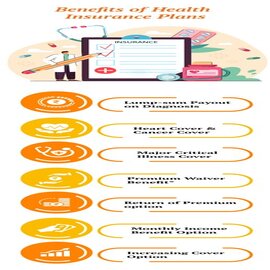 Benefits of Health
Insurance Plans
INSURANCE
Lump-sum Payout
on Diagnosis
Heart Cover &
Cancer Cover
Major Critical
Illness Cover
Premium Waiver
Benefit*
Return of Premium
option
Monthly Income
Benefit Option
Increasing Cover
Option